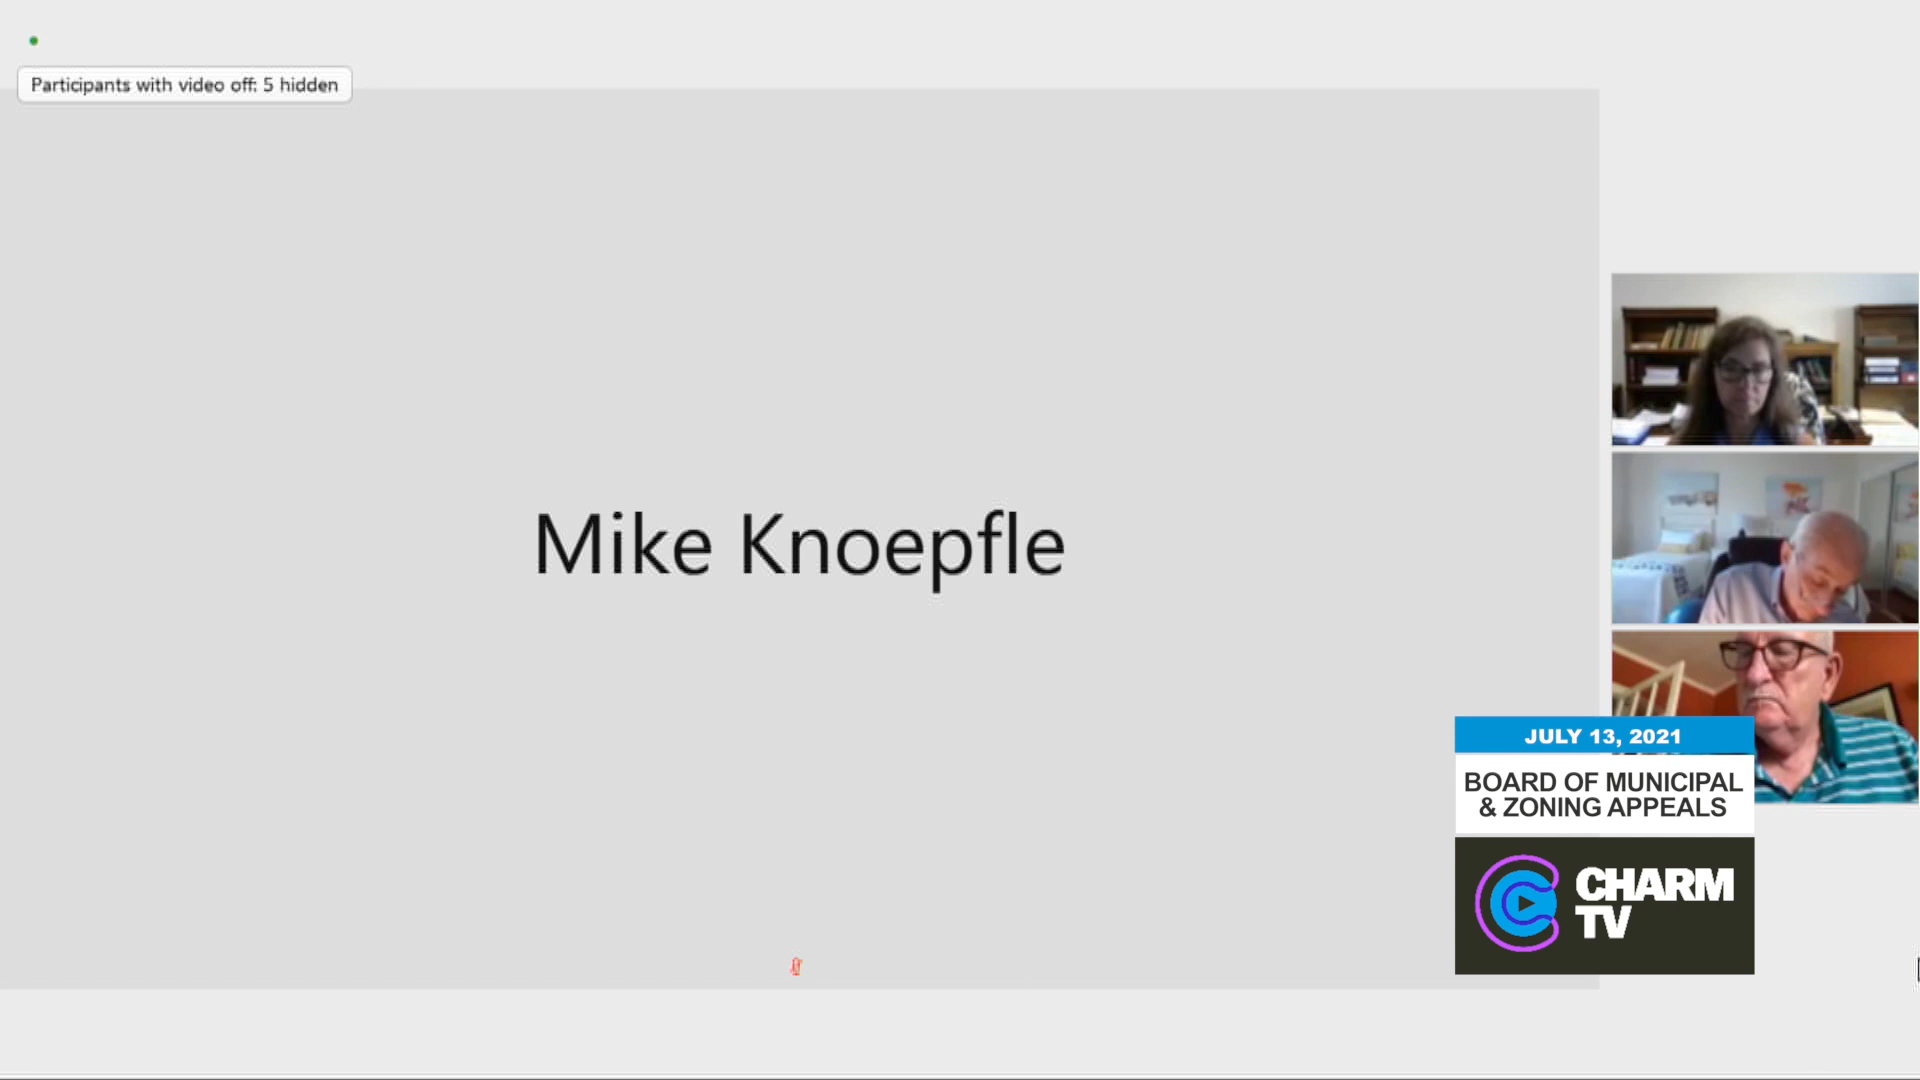 Participants with video off: 5 hidden
Mike Knoepfle
JULY 13, 2021
BOARD OF MUNICIPAL
& ZONING APPEALS
CHARM
TV